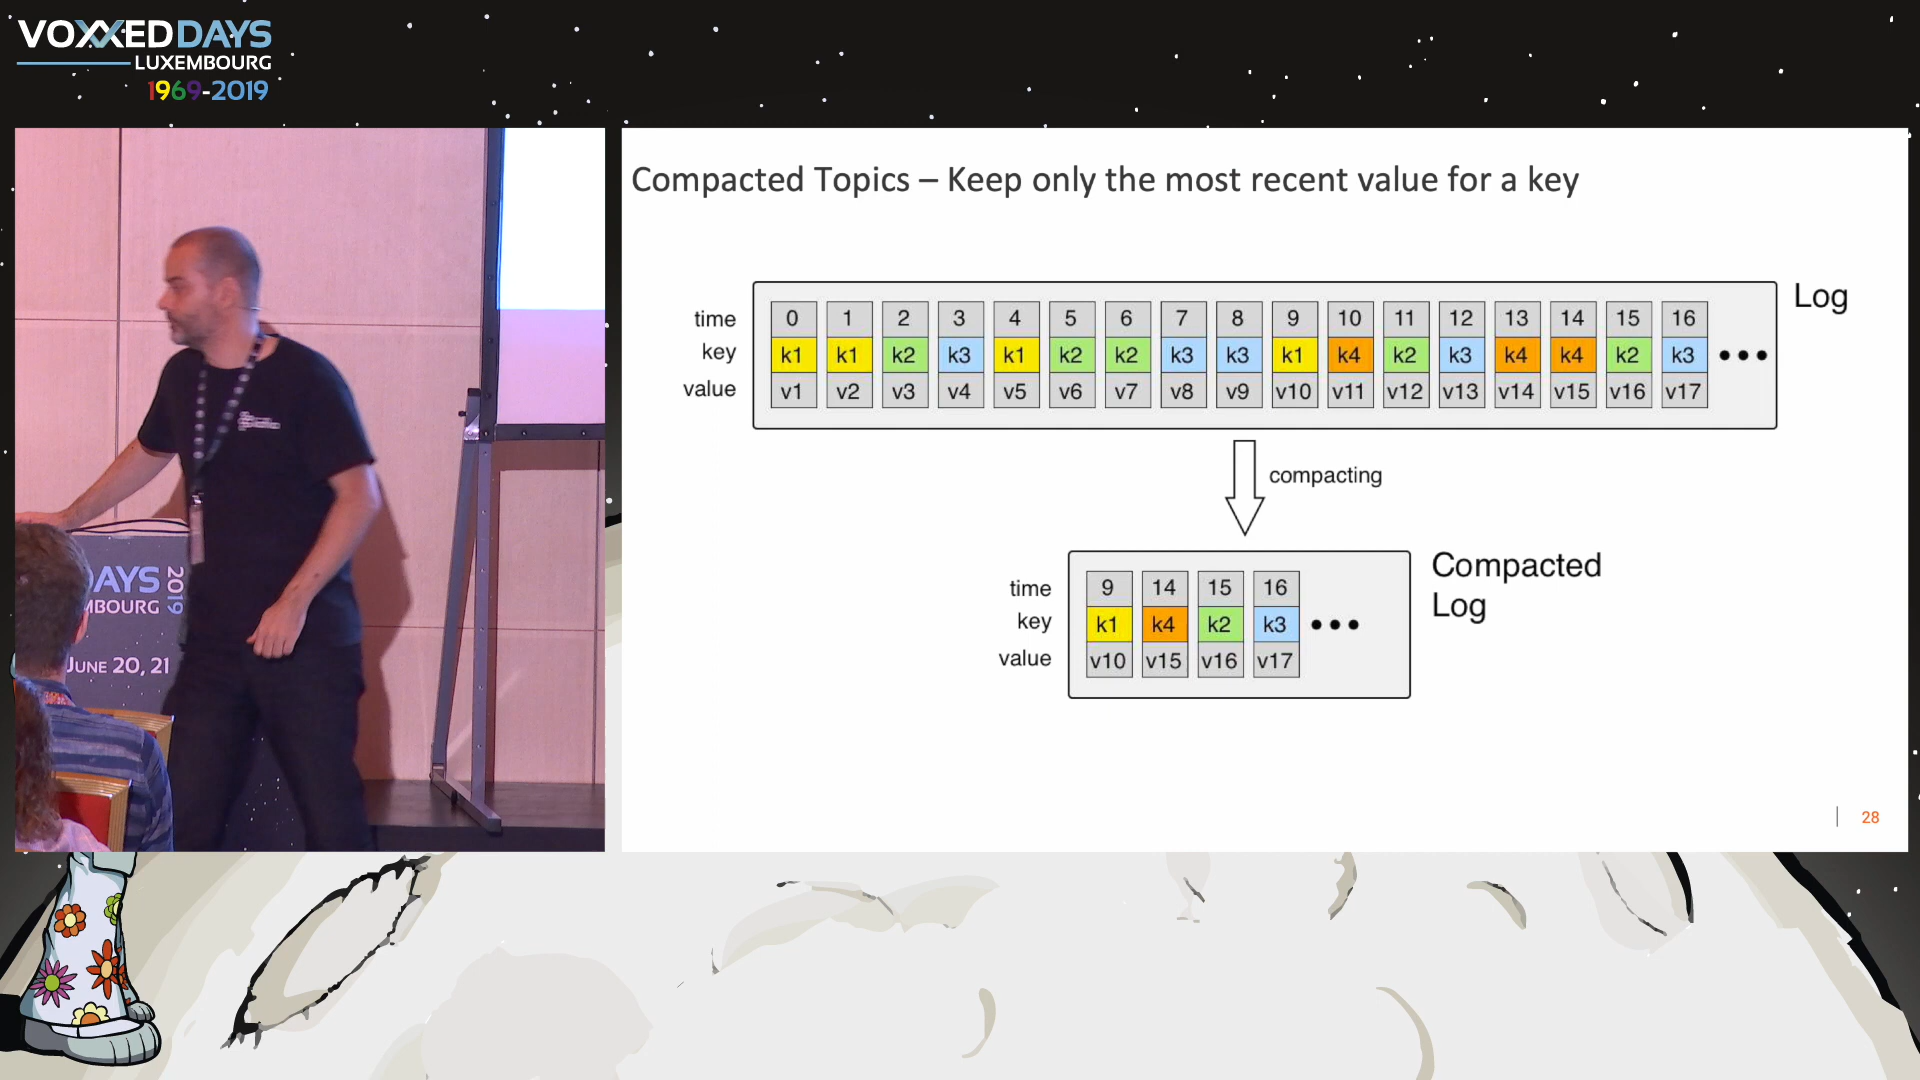 VOXXED DAYS
LUXEMBOURG
1969-2019
AYS 2019
MBOURG
JUNE 20, 21
Compacted Topics – Keep only the most recent value for a key
Log
time 0 1 2 3 4 5 6 7 8 9 10 11 12 13 14 15 16
key k1 k1 k2 k3 k1 k2 k2 k3 k3 k1 k4 k2 k3 k4 k4 k2 k3 •••
value v1 v2 v3 v4 v5 v6 v7 v8 v9 v10 v11 v12 v13 v14 v15 v16 v17
compacting
Compacted
Log
time 9 14 15 16
key k1 k4 k2 k3 •••
value v10 v15 v16 v17
28